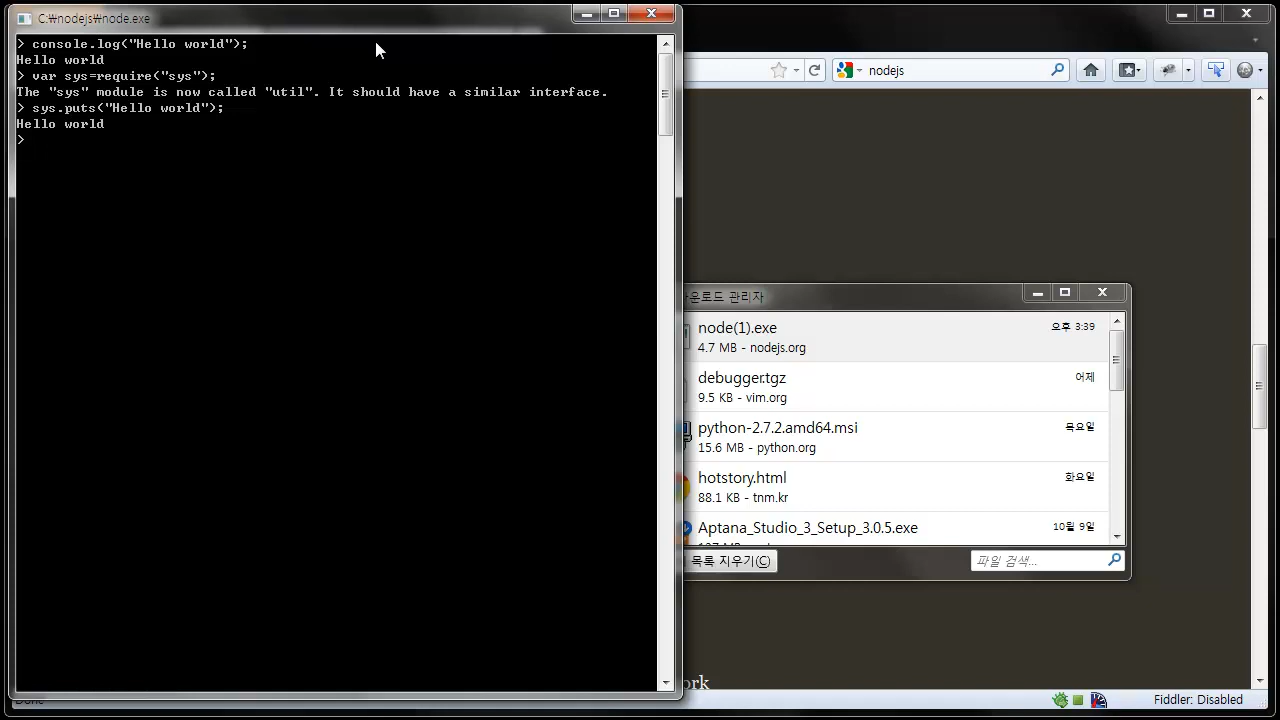 C:\nodejs\node.exe
> console.log("Hello world");
Hello world
> var sys=require("sys");
The "sys" module is now called "util". It should have a similar interface.
> sys.puts("Hello world");
Hello world
>
nodejs
다운로드 관리자
node(1).exe
오후 3:39
4.7 MB - nodejs.org
debugger.tgz
어제
9.5 KB - vim.org
python-2.7.2.amd64.msi
목요일
15.6 MB - python.org
hotstory.html
화요일
88.1 KB - tnm.kr
Aptana_Studio_3_Setup_3.0.5.exe
10월 9일
목록 지우기(C)
파일 검색...
ork
Done
Fiddler: Disabled